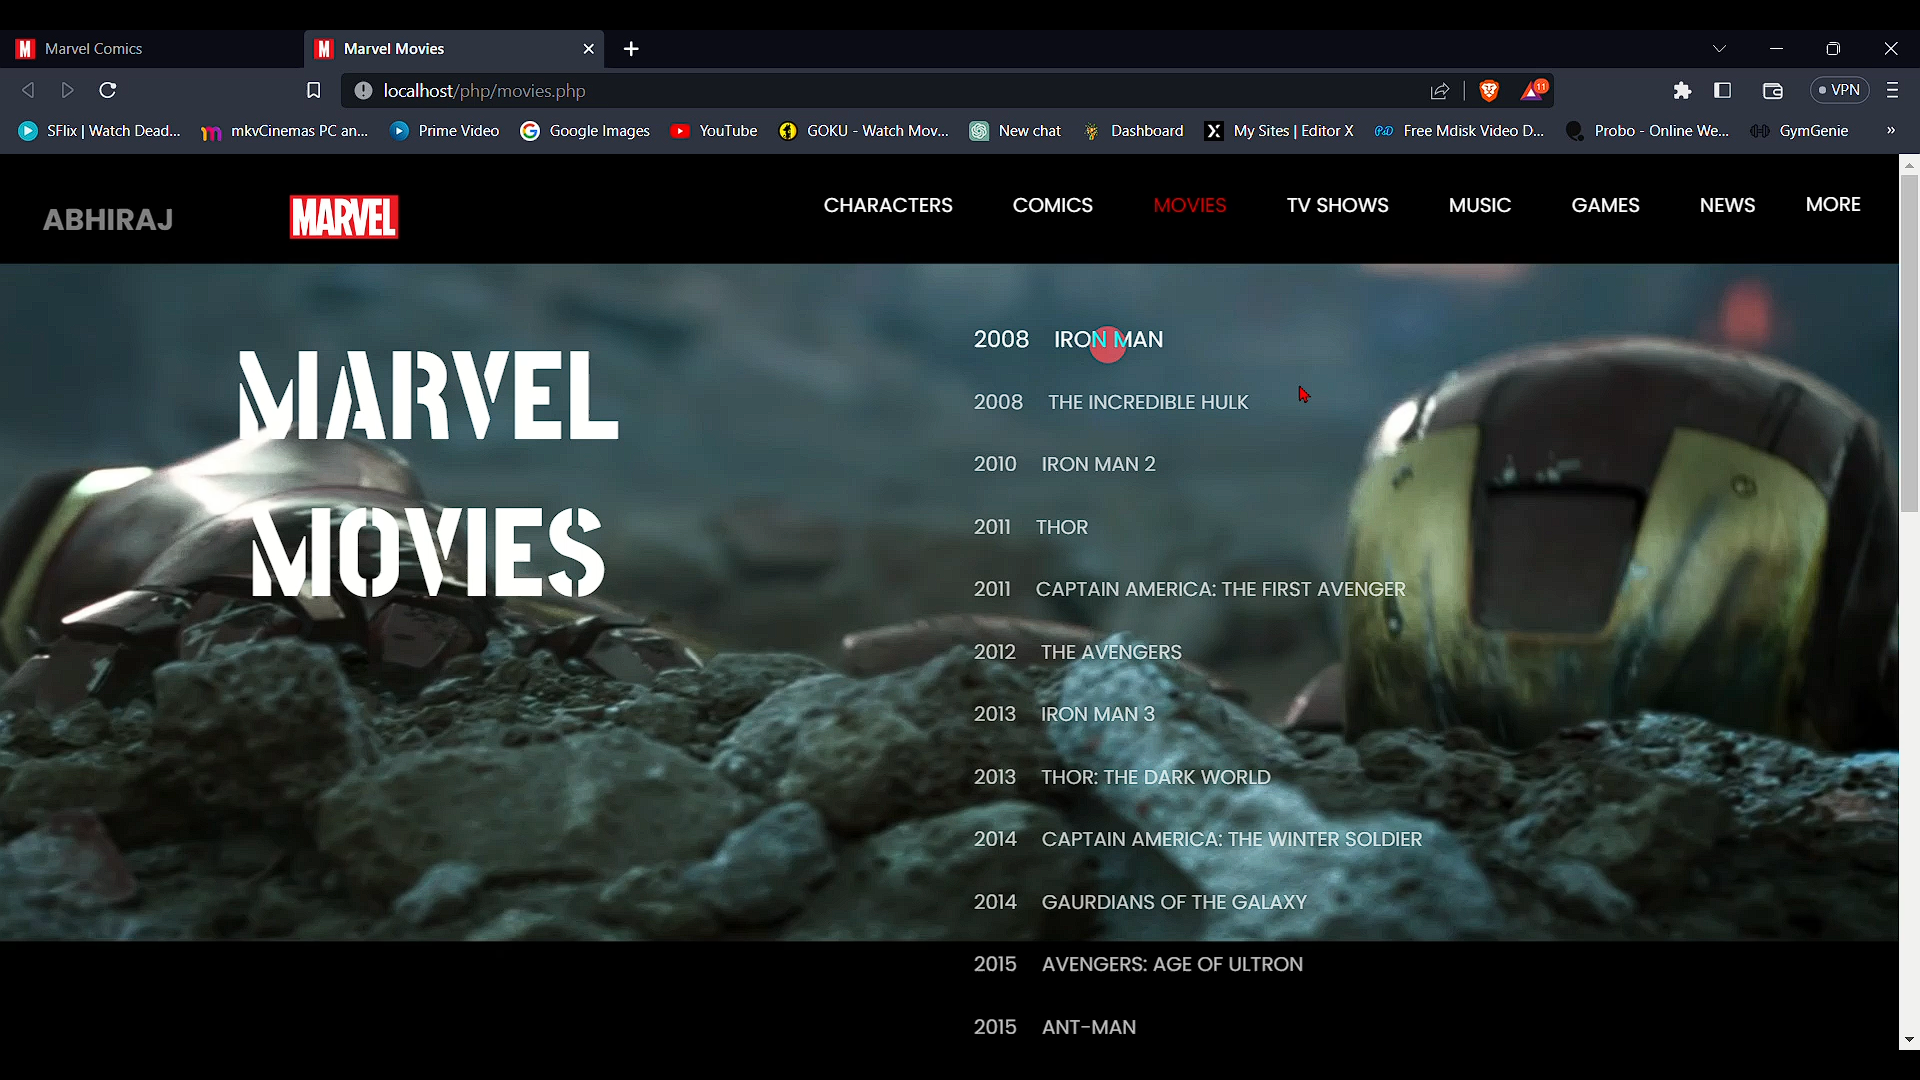 Marvel Comics
Marvel Movies
localhost/php/movies.php
11
VPN
SFlix | Watch Dead...
mkvCinemas PC an...
Prime Video
Google Images
YouTube
GOKU - Watch Mov...
New chat
Dashboard
My Sites | Editor X
Free Mdisk Video D...
Probo - Online We...
GymGenie
»
ABHIRAJ
MARVEL
CHARACTERS
COMICS
MOVIES
TV SHOWS
MUSIC
GAMES
NEWS
MORE
MARVEL
MOVIES
2008 IRON MAN
2008 THE INCREDIBLE HULK
2010 IRON MAN 2
2011 THOR
2011 CAPTAIN AMERICA: THE FIRST AVENGER
2012 THE AVENGERS
2013 IRON MAN 3
2013 THOR: THE DARK WORLD
2014 CAPTAIN AMERICA: THE WINTER SOLDIER
2014 GAURDIANS OF THE GALAXY
2015 AVENGERS: AGE OF ULTRON
2015 ANT-MAN